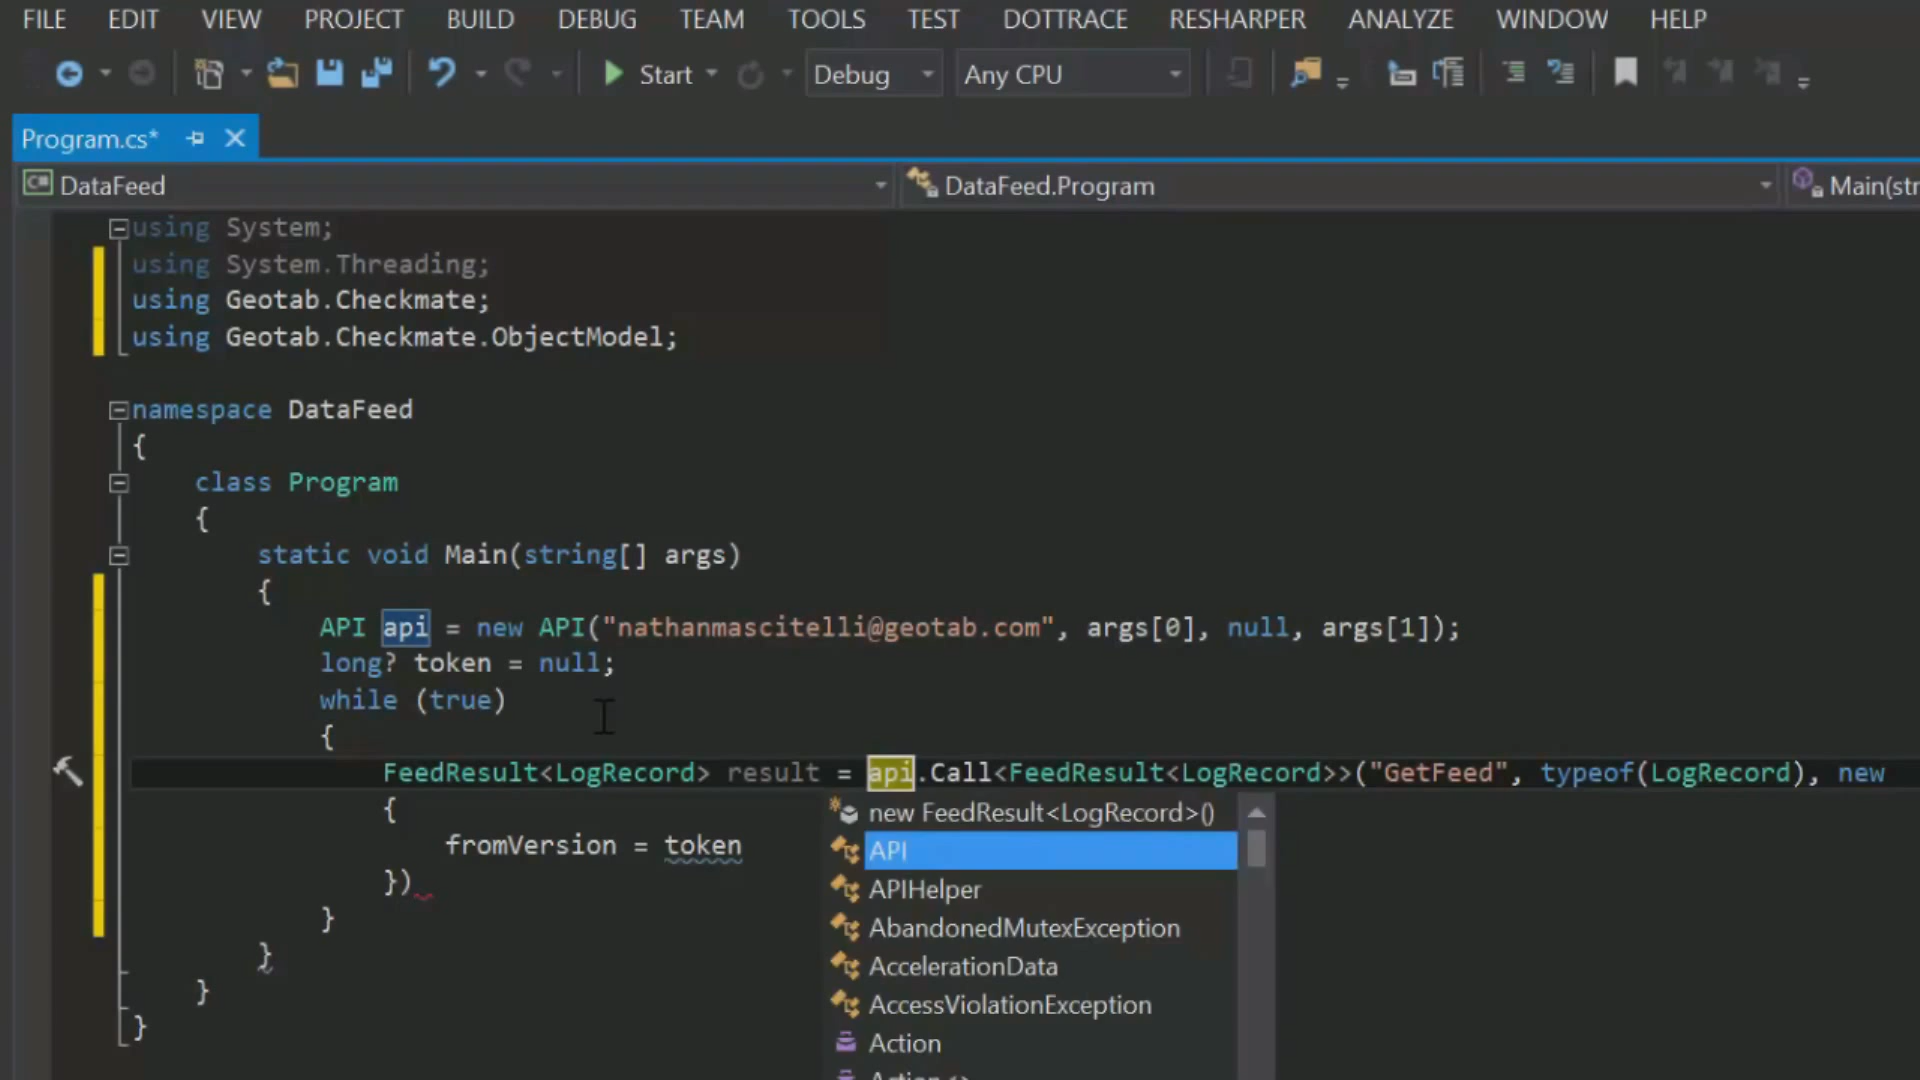 FILE EDIT VIEW PROJECT BUILD DEBUG TEAM TOOLS TEST DOTTRACE RESHARPER ANALYZE WINDOW HELP
Start Debug Any CPU
Program.cs*
DataFeed DataFeed.Program Main(str
using System;
using System.Threading;
using Geotab.Checkmate;
using Geotab.Checkmate.ObjectModel;
namespace DataFeed
{
class Program
{
static void Main(string[] args)
{
API api = new API("nathanmascitelli@geotab.com", args[0], null, args[1]);
long? token = null;
while (true)
{
FeedResult<LogRecord> result = api.Call<FeedResult<LogRecord>>("GetFeed", typeof(LogRecord), new
{
fromVersion = token
})
}
}
}
}
new FeedResult<LogRecord>()
API
APIHelper
AbandonedMutexException
AccelerationData
AccessViolationException
Action